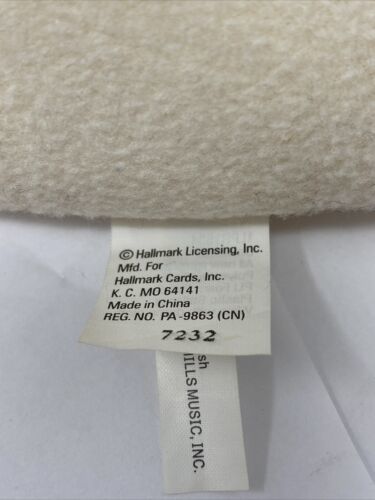 © Hallmark Licensing, Inc.
Mfd. For
Hallmark Cards, Inc.
K. C. MO 64141
Made in China
REG. NO. PA-9863 (CN)
7232
sh
HILLS MUSIC, INC.